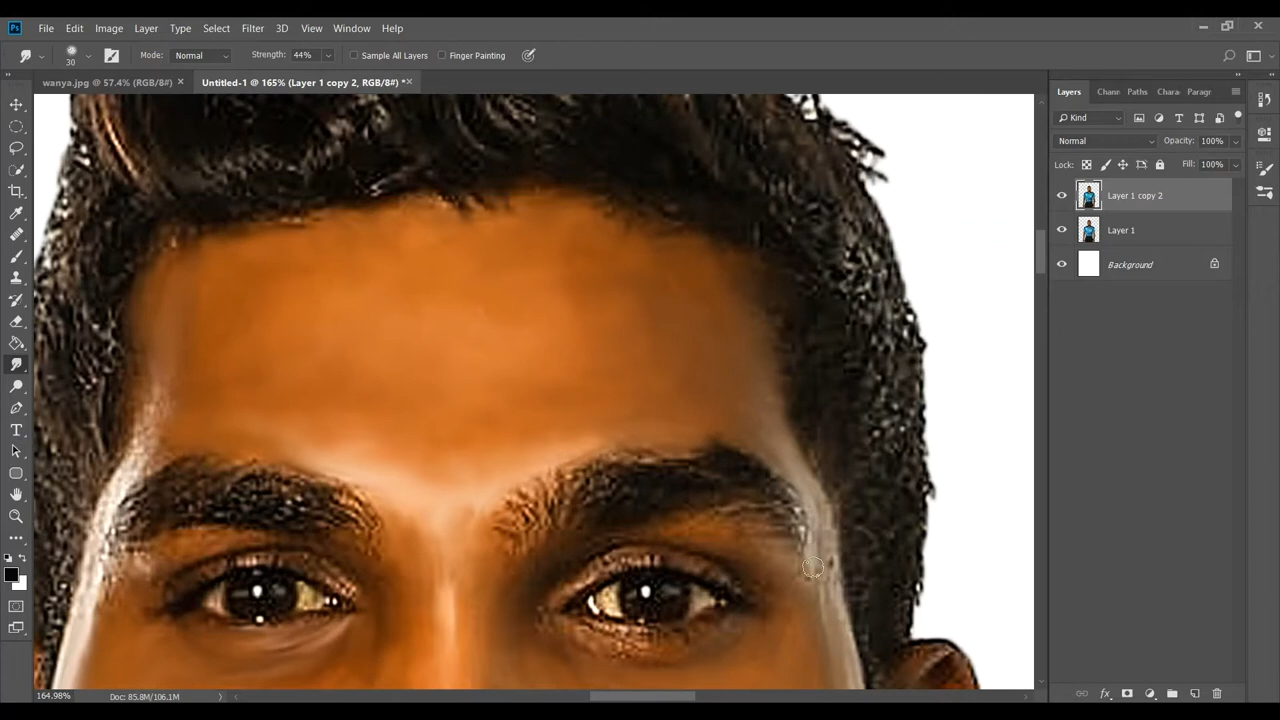 Ps File Edit Image Layer Type Select Filter 3D View Window Help
30 Mode: Normal Strength: 44% Sample All Layers Finger Painting
wanya.jpg @ 57.4% (RGB/8#) Untitled-1 @ 165% (Layer 1 copy 2, RGB/8#) *
Layers Chann Paths Chara Paragr
Kind
Normal Opacity: 100%
Lock: Fill: 100%
Layer 1 copy 2
Layer 1
Background
T
164.98% Doc: 85.8M/106.1M
fx